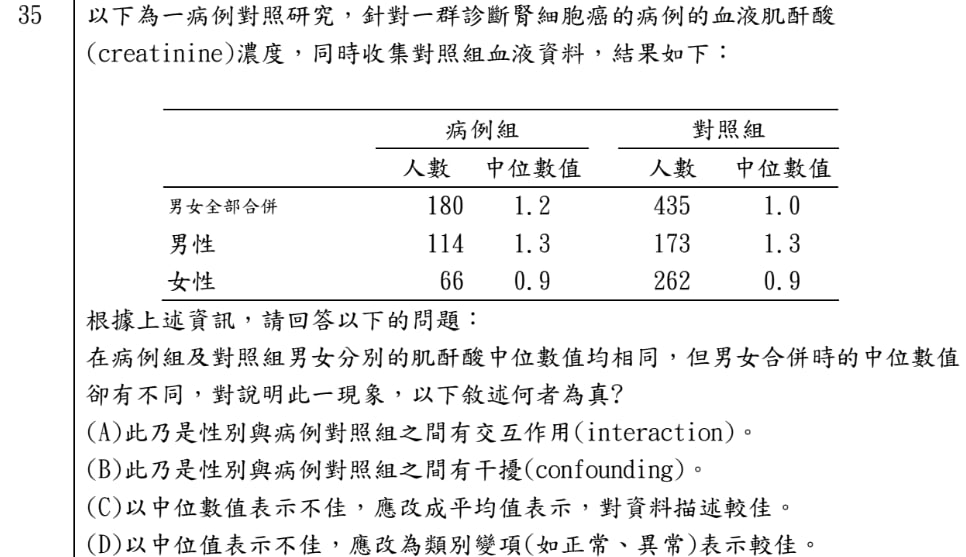 35 以下為一病例對照研究，針對一群診斷腎細胞癌的病例的血液肌酐酸
(creatinine)濃度，同時收集對照組血液資料，結果如下：
病例組 對照組
人數 中位數值 人數 中位數值
男女全部合併 180 1.2 435 1.0
男性 114 1.3 173 1.3
女性 66 0.9 262 0.9
根據上述資訊，請回答以下的問題：
在病例組及對照組男女分別的肌酐酸中位數值均相同，但男女合併時的中位數值
卻有不同，對說明此一現象，以下敘述何者為真?
(A)此乃是性別與病例對照組之間有交互作用(interaction)。
(B)此乃是性別與病例對照組之間有干擾(confounding)。
(C)以中位數值表示不佳，應改成平均值表示，對資料描述較佳。
(D)以中位值表示不佳，應改為類別變項(如正常、異常)表示較佳。